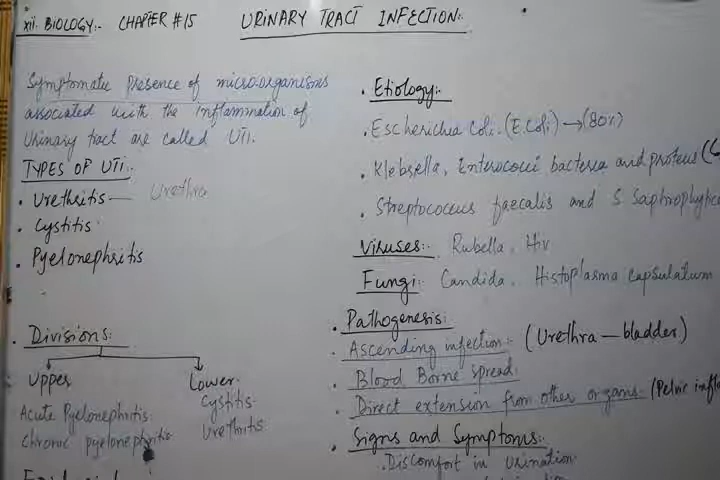 XII. BIOLOGY:- CHAPTER #15 URINARY TRACT INFECTION:-
Symptomatic Presence of micro-organisms
associated with the inflammation of
Urinary tract are called UTI.
TYPES OF UTI:-
• Urethritis — Urethra
• Cystitis
• Pyelonephritis
• Divisions:
Upper
Acute Pyelonephritis.
Chronic pyelonephritis
Lower:
Cystitis
Urethritis
• Etiology:-
• Escherichia Coli. (E.Coli) → (80%)
• Klebsella, Enterococci bacteria and proteus
• Streptococcus faecalis and S. Saphrophytic
Viruses:- Rubella, Hiv
Fungi: Candida, Histoplasma capsulatum
• Pathogenesis:
• Ascending infection:- (Urethra — bladder)
• Blood Borne spread.
• Direct extension from other organs. (Pelvic infl
• Signs and Symptoms:-
• Discomfort in Urination